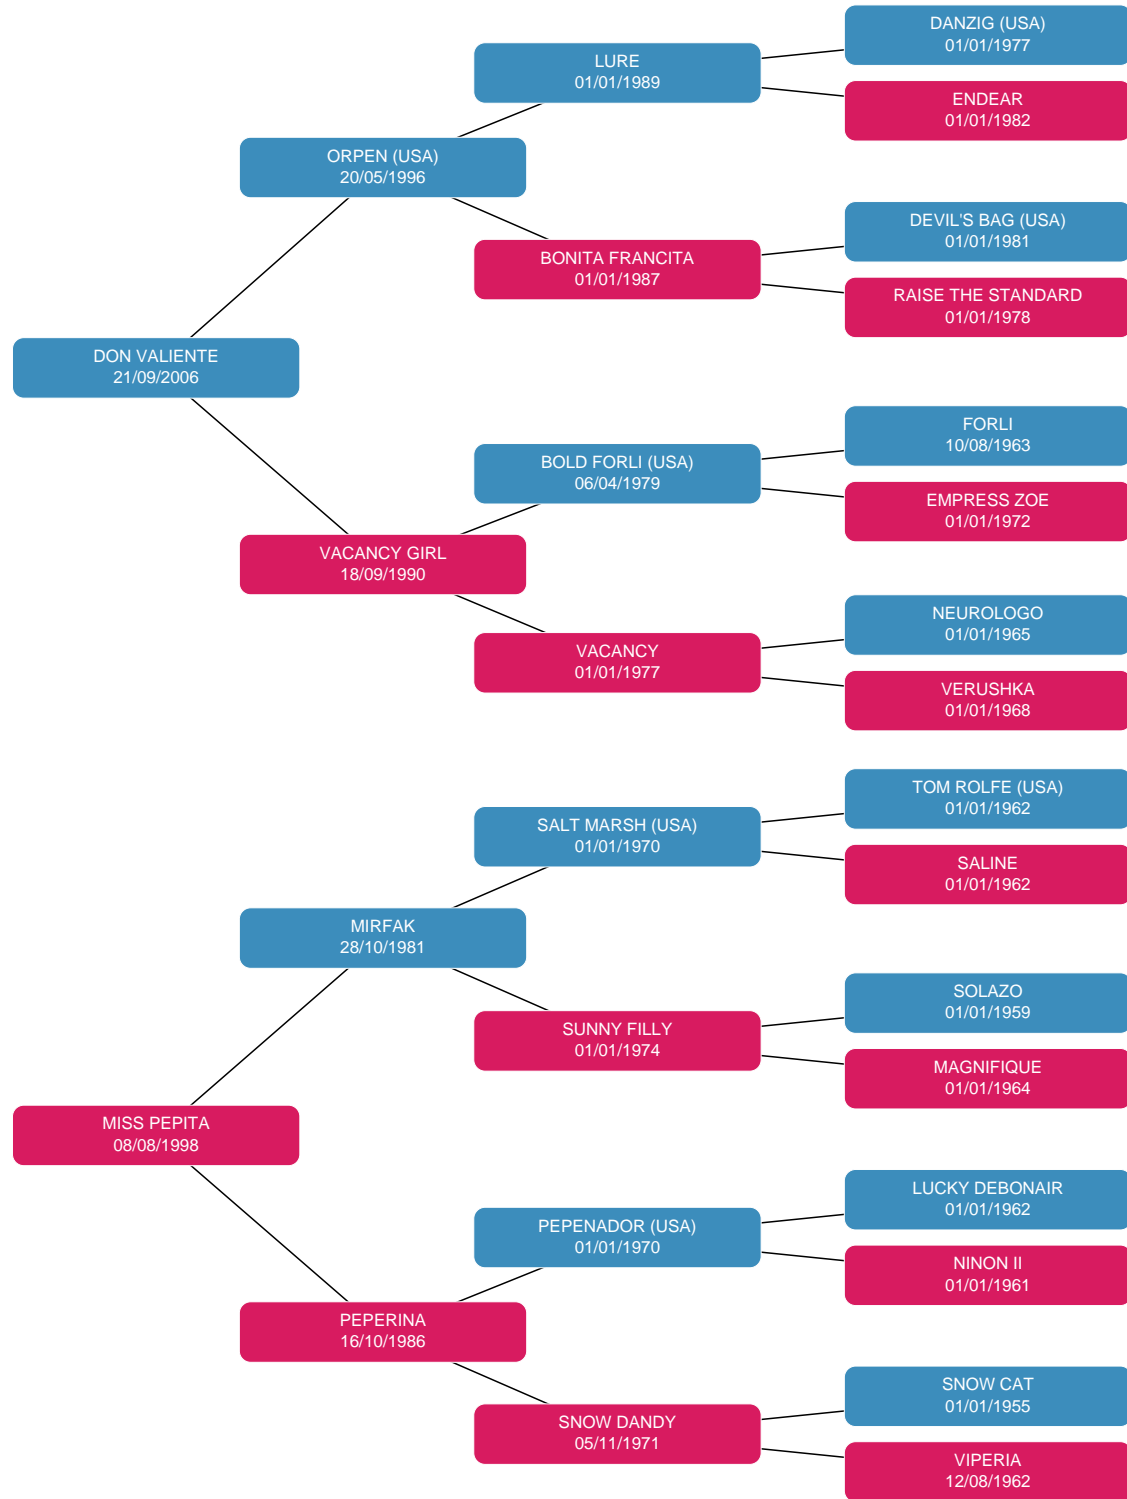 DANZIG (USA)
01/01/1977
LURE
01/01/1989
ENDEAR
01/01/1982
ORPEN (USA)
20/05/1996
DEVIL'S BAG (USA)
01/01/1981
BONITA FRANCITA
01/01/1987
RAISE THE STANDARD
01/01/1978
DON VALIENTE
21/09/2006
FORLI
10/08/1963
BOLD FORLI (USA)
06/04/1979
EMPRESS ZOE
01/01/1972
VACANCY GIRL
18/09/1990
NEUROLOGO
01/01/1965
VACANCY
01/01/1977
VERUSHKA
01/01/1968
TOM ROLFE (USA)
01/01/1962
SALT MARSH (USA)
01/01/1970
SALINE
01/01/1962
MIRFAK
28/10/1981
SOLAZO
01/01/1959
SUNNY FILLY
01/01/1974
MAGNIFIQUE
01/01/1964
MISS PEPITA
08/08/1998
LUCKY DEBONAIR
01/01/1962
PEPENADOR (USA)
01/01/1970
NINON II
01/01/1961
PEPERINA
16/10/1986
SNOW CAT
01/01/1955
SNOW DANDY
05/11/1971
VIPERIA
12/08/1962